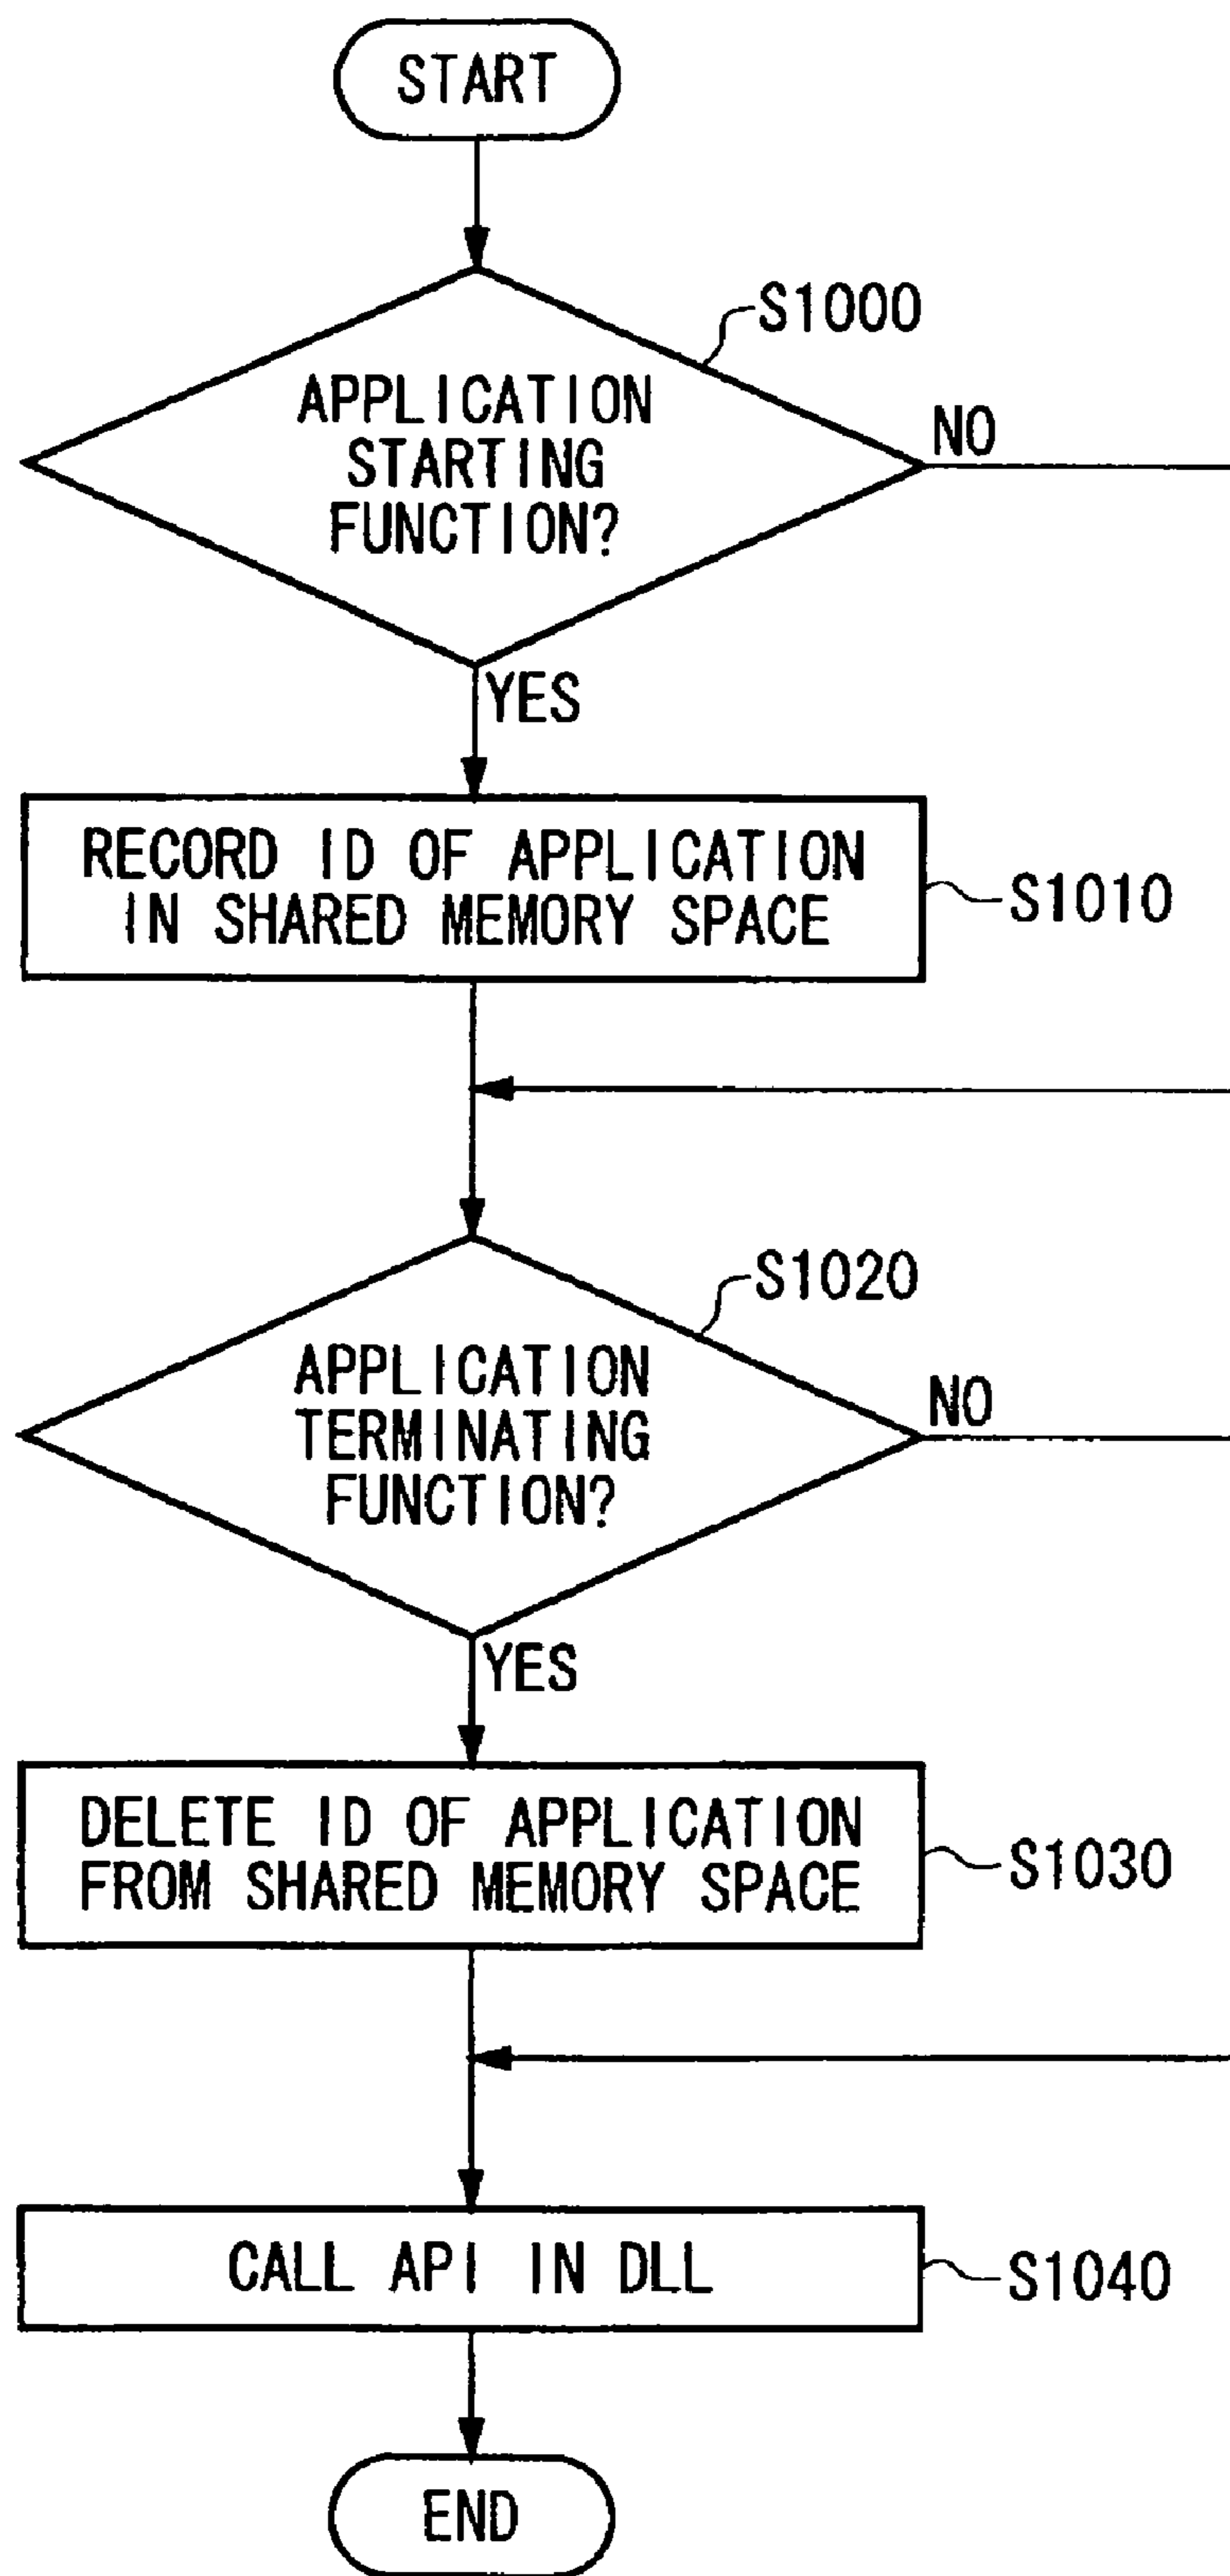 START
S1000
APPLICATION
STARTING
FUNCTION?
NO
YES
RECORD ID OF APPLICATION
IN SHARED MEMORY SPACE
S1010
S1020
APPLICATION
TERMINATING
FUNCTION?
NO
YES
DELETE ID OF APPLICATION
FROM SHARED MEMORY SPACE
S1030
CALL API IN DLL
S1040
END